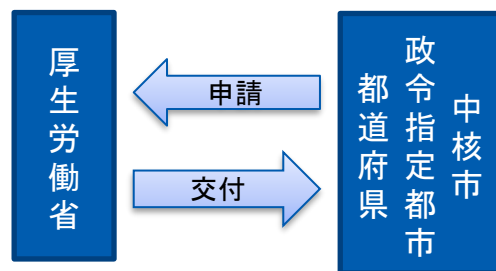 厚生労働省
申請
交付
中核市
政令指定都市
都道府県